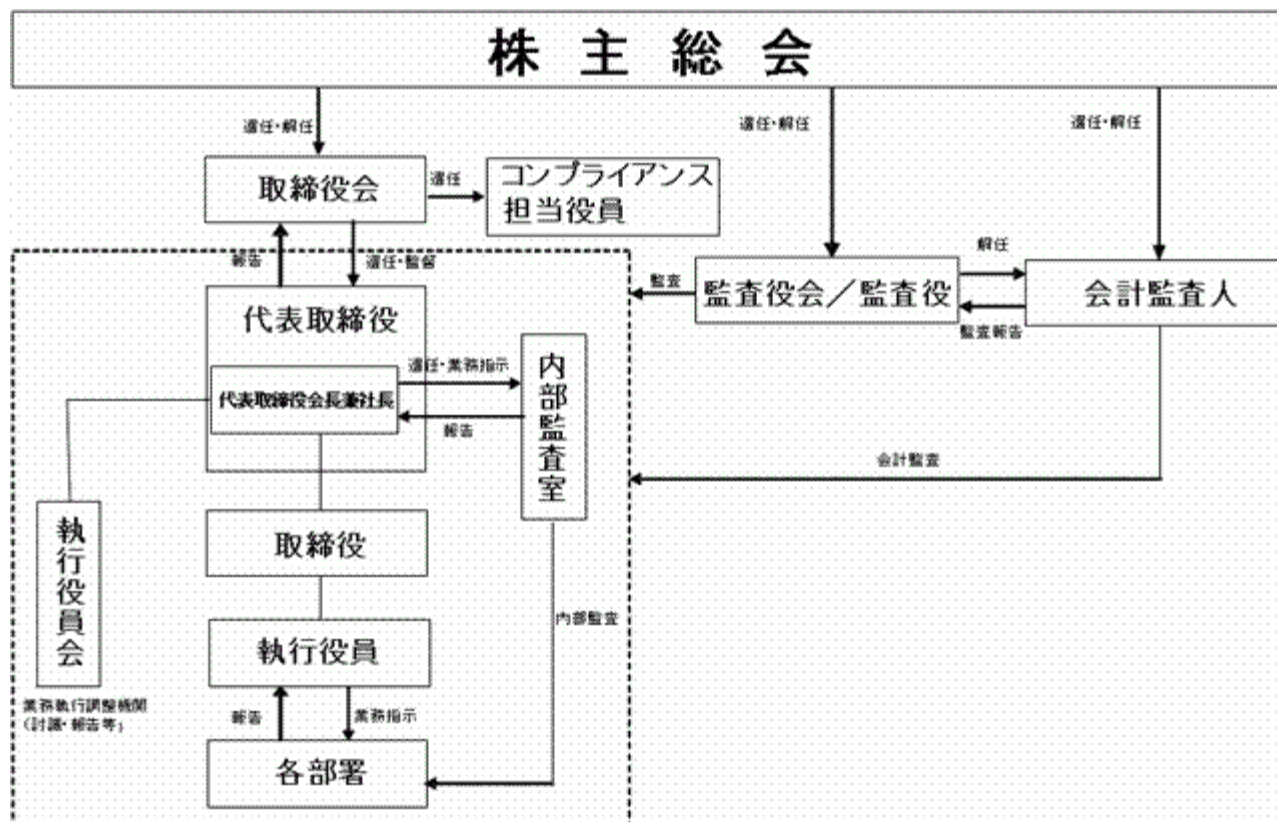 株主総会
選任・解任
選任・解任
選任・解任
取締役会
選任
コンプライアンス
担当役員
報告
選任・監督
監査
監査役会／監査役
解任
監査報告
会計監査人
代表取締役
代表取締役会長兼社長
選任・業務指示
報告
内部監査室
会計監査
執行役員会
業務執行調整機関
（討議・報告等）
取締役
執行役員
内部監査
報告
業務指示
各部署